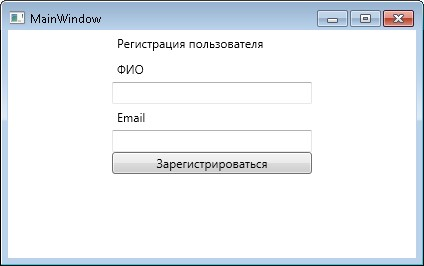 MainWindow
Регистрация пользователя
ФИО
Email
Зарегистрироваться